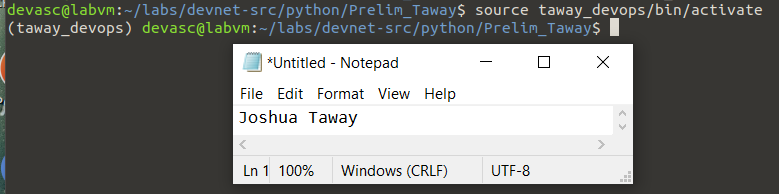 devasc@labvm:~/labs/devnet-src/python/Prelim_Taway$ source taway_devops/bin/activate
(taway_devops) devasc@labvm:~/labs/devnet-src/python/Prelim_Taway$
*Untitled - Notepad
File Edit Format View Help
Joshua Taway
Ln 1 100% Windows (CRLF) UTF-8